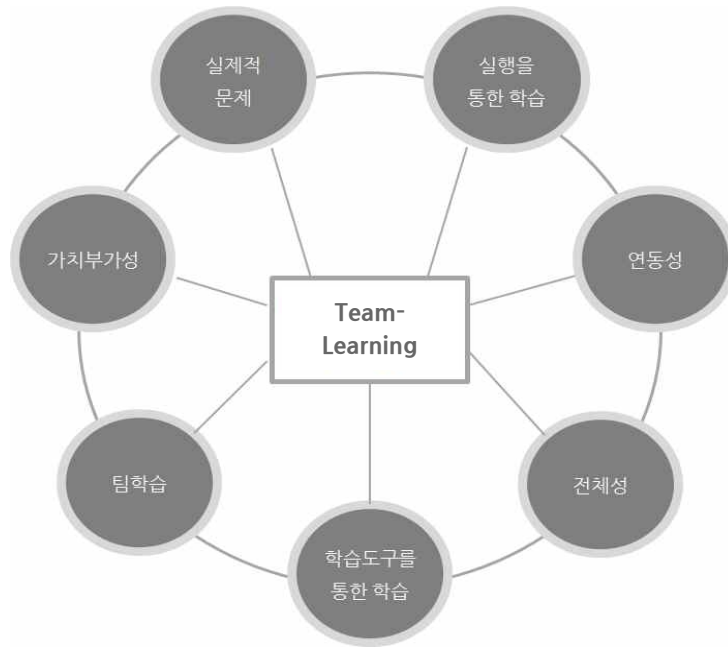 실제적
문제
실행을
통한 학습
가치부가성
연동성
Team-
Learning
팀학습
전체성
학습도구를
통한 학습